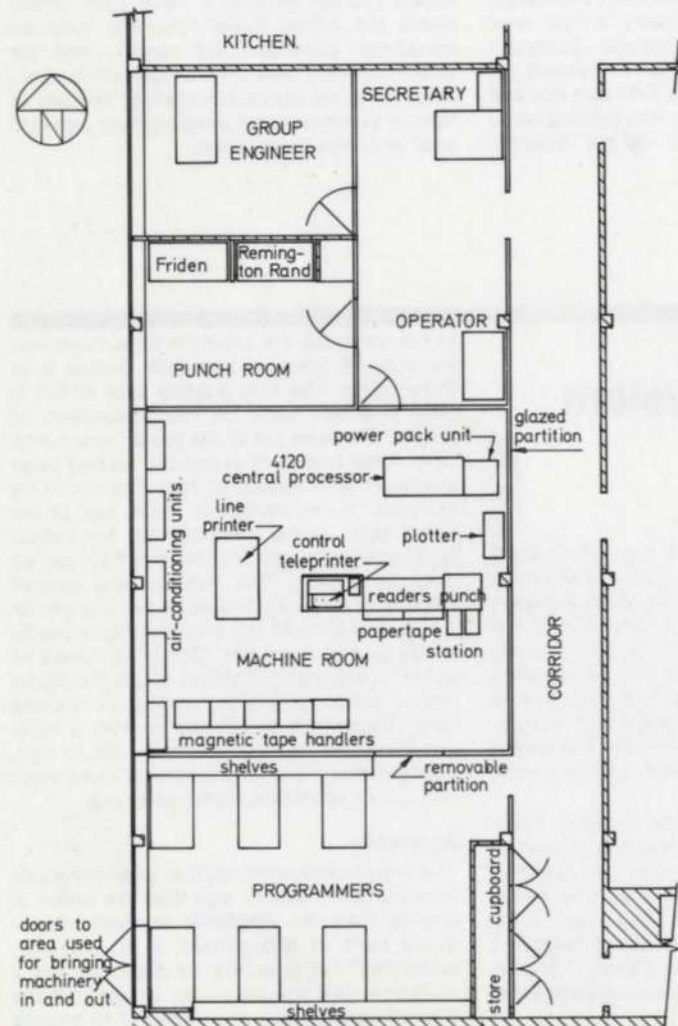 KITCHEN
SECRETARY
GROUP
ENGINEER
Friden
Reming-
ton Rand
OPERATOR
PUNCH ROOM
power pack unit
glazed
partition
4120
central processor
line
printer
control
teleprinter
plotter
air-conditioning units.
readers punch
papertape
station
MACHINE ROOM
CORRIDOR
magnetic tape handlers
shelves
removable
partition
PROGRAMMERS
cupboard
store
doors to
area used
for bringing
machinery
in and out.
shelves